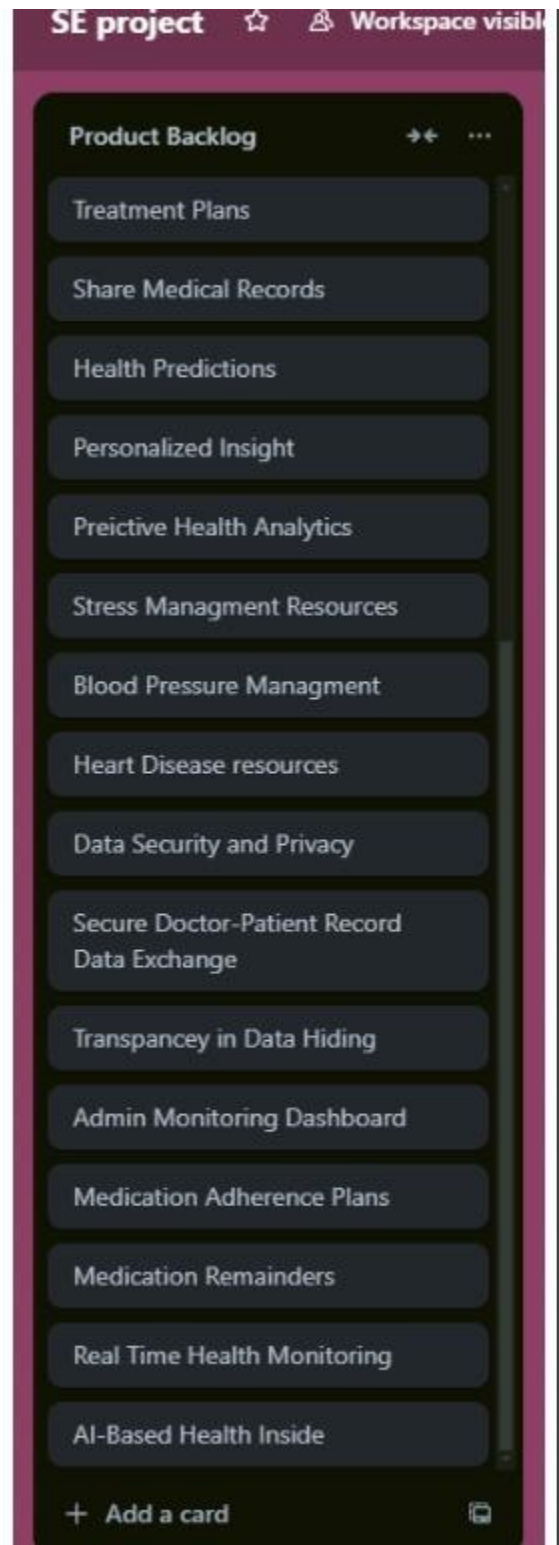 SE project Workspace visible
Product Backlog
Treatment Plans
Share Medical Records
Health Predictions
Personalized Insight
Preictive Health Analytics
Stress Managment Resources
Blood Pressure Managment
Heart Disease resources
Data Security and Privacy
Secure Doctor-Patient Record
Data Exchange
Transpancey in Data Hiding
Admin Monitoring Dashboard
Medication Adherence Plans
Medication Remainders
Real Time Health Monitoring
AI-Based Health Inside
+ Add a card